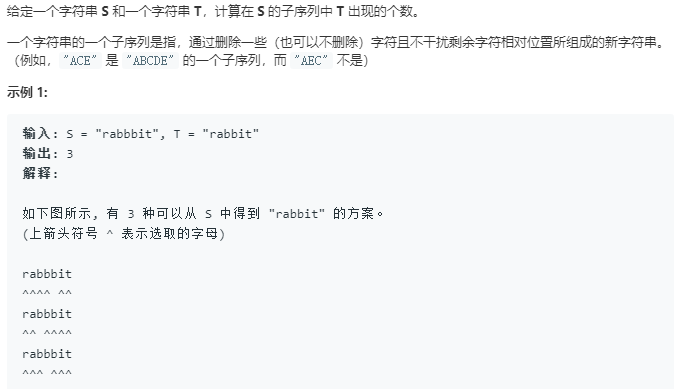 给定一个字符串 S 和一个字符串 T，计算在 S 的子序列中 T 出现的个数。
一个字符串的一个子序列是指，通过删除一些（也可以不删除）字符且不干扰剩余字符相对位置所组成的新字符串。
（例如，"ACE" 是 "ABCDE" 的一个子序列，而 "AEC" 不是）
示例 1:
输入: S = "rabbbit", T = "rabbit"
输出: 3
解释:
如下图所示, 有 3 种可以从 S 中得到 "rabbit" 的方案。
(上箭头符号 ^ 表示选取的字母)
rabbbit
^^^^ ^^
rabbbit
^^ ^^^^
rabbbit
^^^ ^^^